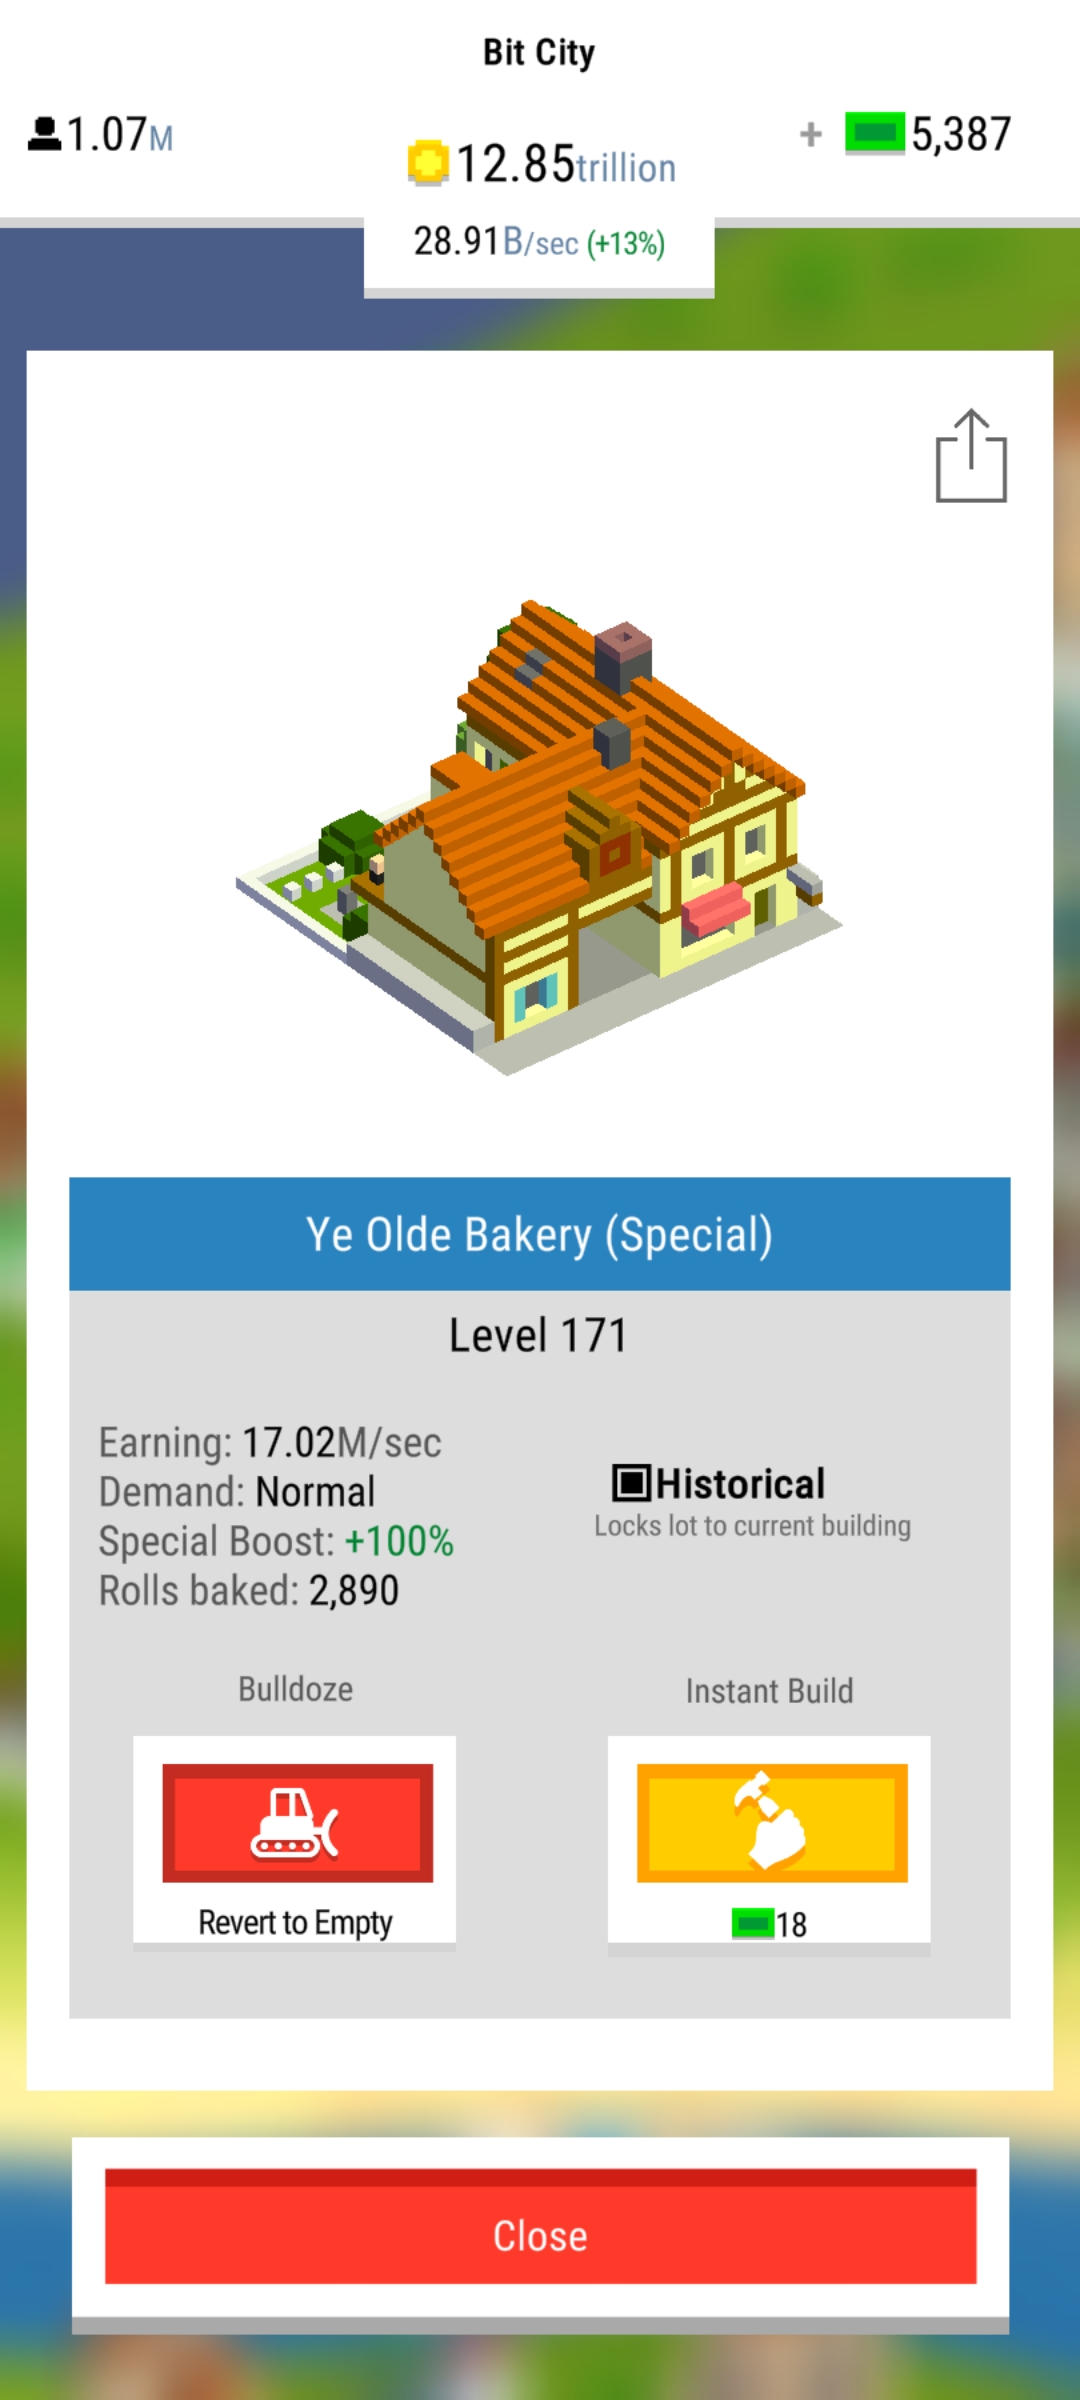 Bit City
1.07M
12.85trillion
+ 5,387
28.91B/sec (+13%)
Ye Olde Bakery (Special)
Level 171
Earning: 17.02M/sec
Demand: Normal
Special Boost: +100%
Rolls baked: 2,890
Historical
Locks lot to current building
Bulldoze
Instant Build
Revert to Empty
18
Close